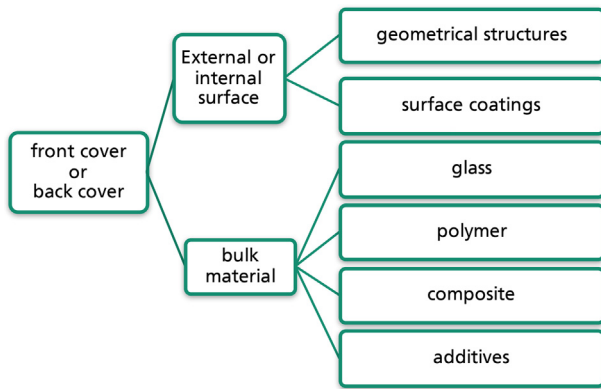 front cover
or
back cover
External or
internal
surface
geometrical structures
surface coatings
bulk
material
glass
polymer
composite
additives